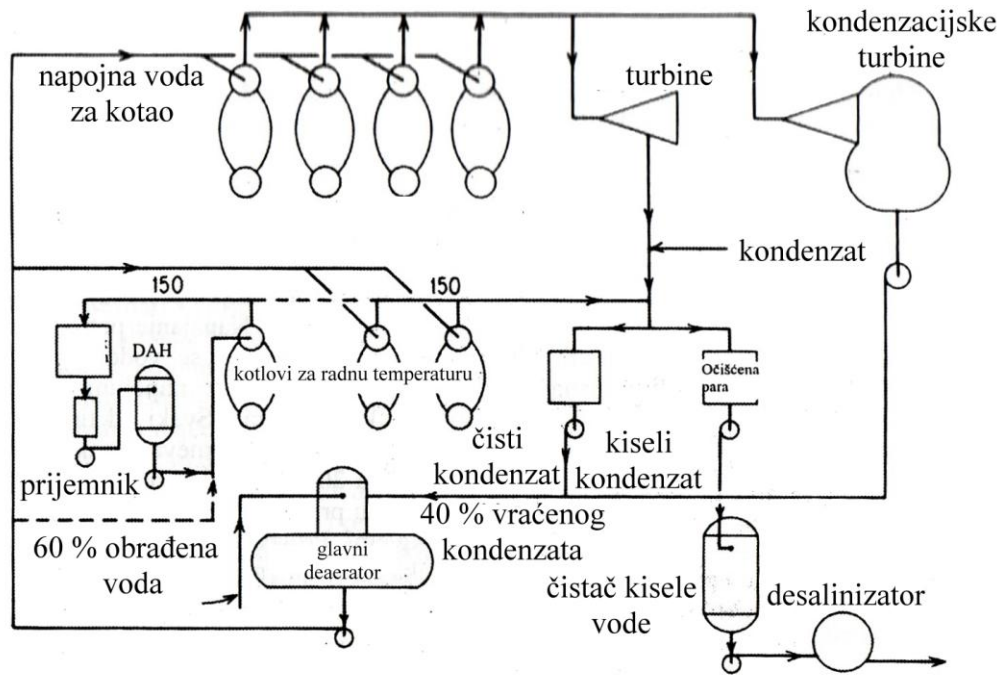 kondenzacijske
turbine
napojna voda
za kotao
turbine
kondenzat
150
150
DAH
kotlovi za radnu temperaturu
Očišćena
para
čisti
kondenzat
kiseli
kondenzat
prijemnik
40 % vraćenog
kondenzata
60 % obrađena
voda
glavni
deaerator
čistač kisele
vode
desalinizator